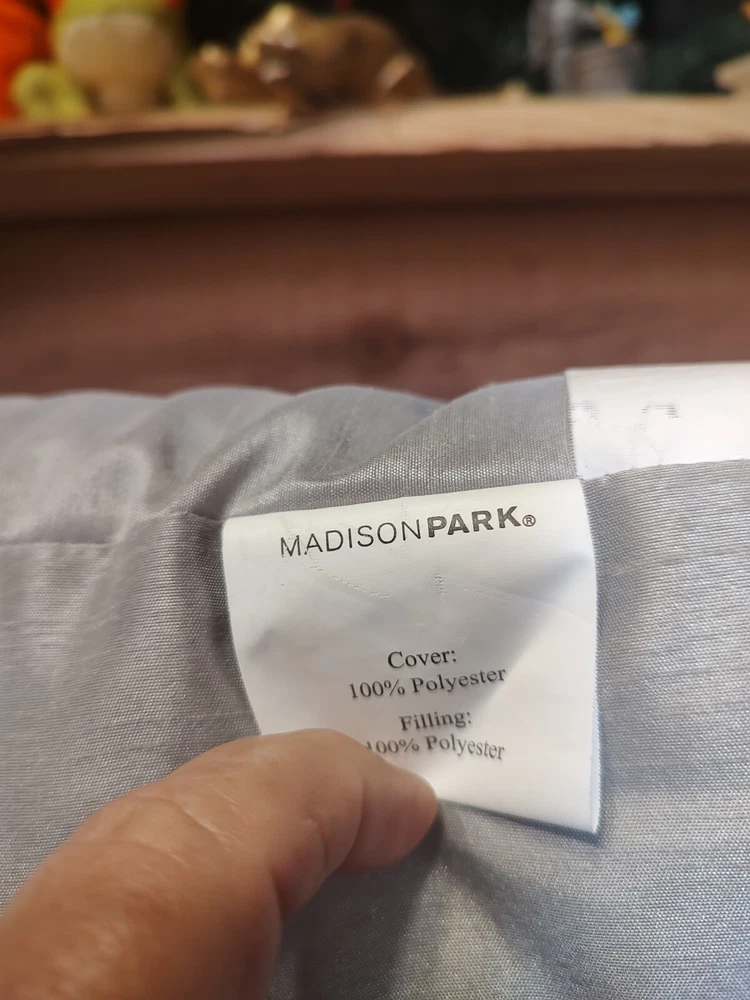 MADISONPARK®
Cover:
100% Polyester
Filling:
100% Polyester